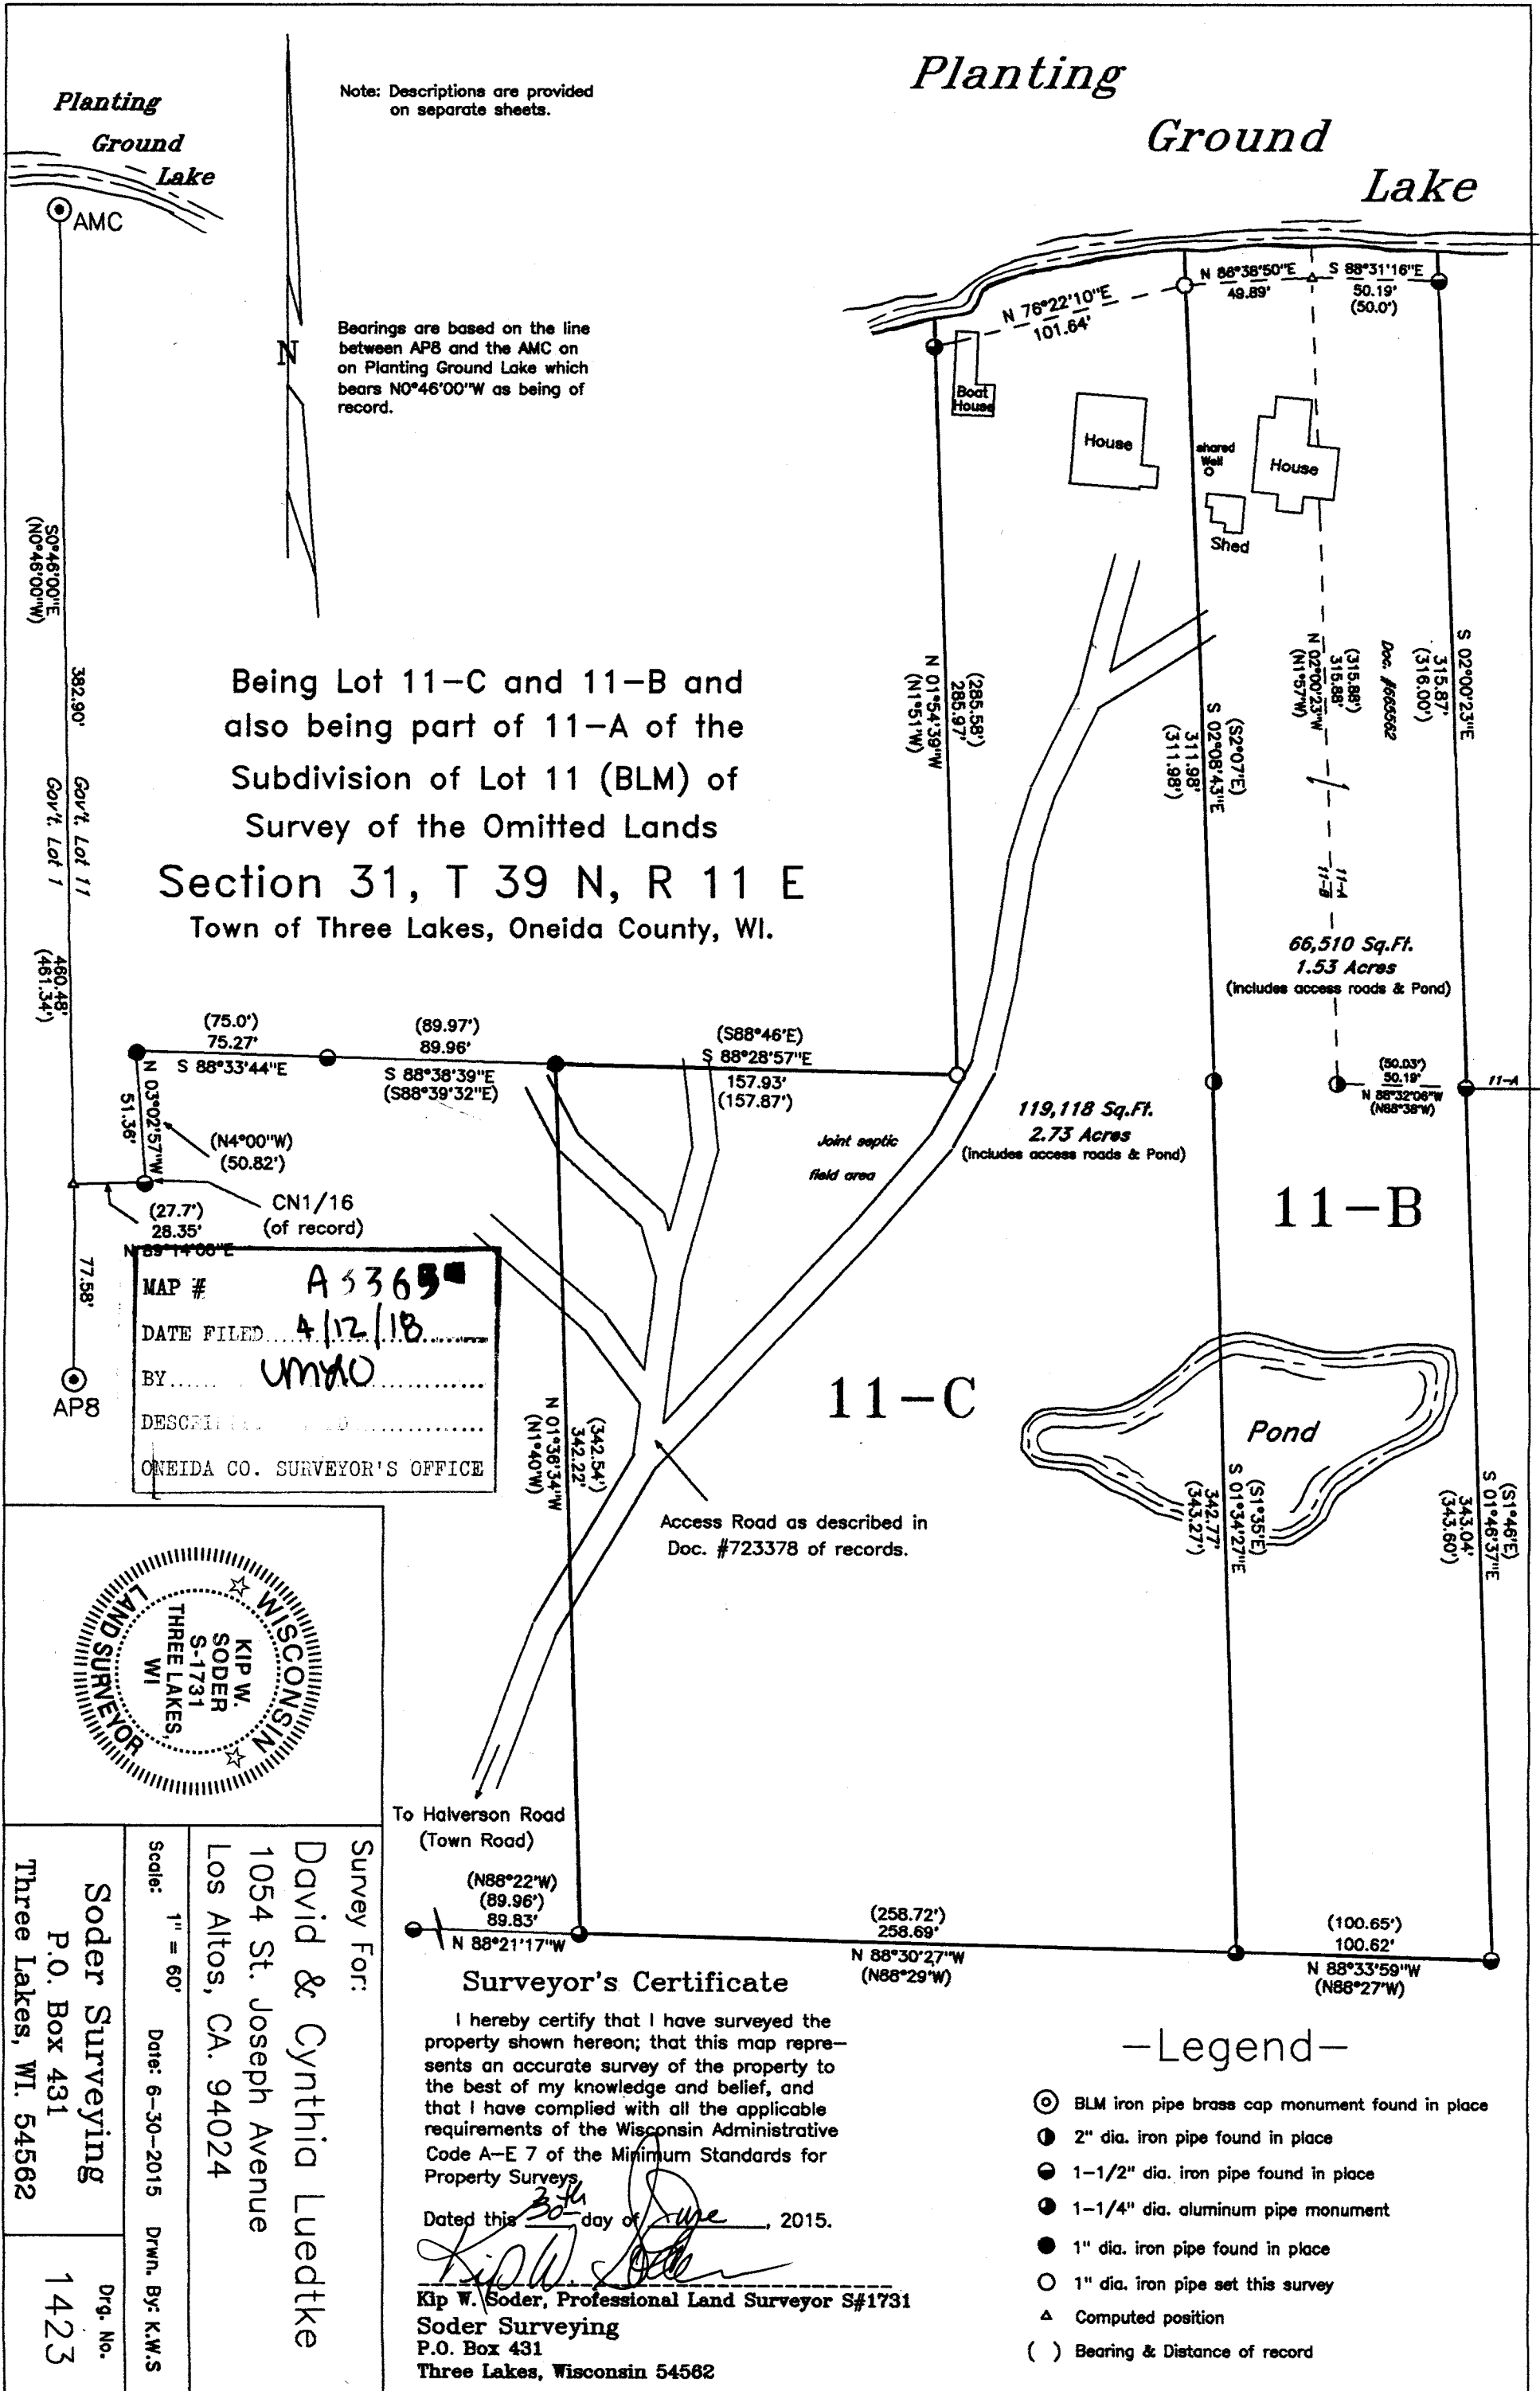 Planting
Ground
Lake
AMC
Note: Descriptions are provided
on separate sheets.
Planting
Ground
Lake
N
Bearings are based on the line
between AP8 and the AMC on
on Planting Ground Lake which
bears N0°46'00"W as being of
record.
N 76°22'10"E
101.64'
N 86°38'50"E
49.89'
S 88°31'16"E
50.19'
(50.0')
Boat
House
House
shared
Well
House
Shed
S0°46'00"E
(N0°46'00"W)
382.90'
Gov't. Lot 11
Gov't. Lot 1
460.48'
(461.34')
77.58'
AP8
(285.58')
285.97'
N 01°54'39"W
(N1°51'W)
(S2°07'E)
S 02°08'43"E
311.98'
(311.98')
(315.88')
315.88'
N 02°00'23"W
(N1°57'W)
Doc. #665562
S 02°00'23"E
315.87'
(316.00')
11-A
11-B
Being Lot 11-C and 11-B and
also being part of 11-A of the
Subdivision of Lot 11 (BLM) of
Survey of the Omitted Lands
Section 31, T 39 N, R 11 E
Town of Three Lakes, Oneida County, WI.
66,510 Sq.Ft.
1.53 Acres
(includes access roads & Pond)
(75.0')
75.27'
S 88°33'44"E
(89.97')
89.96'
S 88°38'39"E
(S88°39'32"E)
(S88°46'E)
S 88°28'57"E
157.93'
(157.87')
(50.03')
50.19'
N 88°32'06"W
(N88°38'W)
11-A
N 03°02'57"W
51.36'
(N4°00"W)
(50.82')
(27.7')
28.35'
N 89°14'00"E
CN1/16
(of record)
119,118 Sq.Ft.
2.73 Acres
(includes access roads & Pond)
Joint septic
field area
11-B
11-C
Pond
MAP #
DATE FILED 4/12/18
BY
ONEIDA CO. SURVEYOR'S OFFICE
(342.54')
342.22'
N 01°36'34"W
(N1°40'W)
Access Road as described in
Doc. #723378 of records.
(S1°35'E)
S 01°34'27"E
342.77'
(343.27')
(S1°46'E)
S 01°46'37"E
343.04'
(343.60')
WISCONSIN
KIP W.
SODER
S-1731
THREE LAKES,
WI
LAND SURVEYOR
To Halverson Road
(Town Road)
(N88°22'W)
(89.96')
89.83'
N 88°21'17"W
(258.72')
258.69'
N 88°30'27"W
(N88°29'W)
(100.65')
100.62'
N 88°33'59"W
(N88°27'W)
Survey For:
David & Cynthia Luedtke
1054 St. Joseph Avenue
Los Altos, CA. 94024
Scale: 1" = 60' Date: 6-30-2015 Drwn. By: K.W.S
Soder Surveying
P.O. Box 431
Three Lakes, WI. 54562
Drg. No.
1423
Surveyor's Certificate
I hereby certify that I have surveyed the
property shown hereon; that this map repre-
sents an accurate survey of the property to
the best of my knowledge and belief, and
that I have complied with all the applicable
requirements of the Wisconsin Administrative
Code A-E 7 of the Minimum Standards for
Property Surveys.
Dated this 30th day of June, 2015.
Kip W. Soder
Kip W. Soder, Professional Land Surveyor S#1731
Soder Surveying
P.O. Box 431
Three Lakes, Wisconsin 54562
-Legend-
BLM iron pipe brass cap monument found in place
2" dia. iron pipe found in place
1-1/2" dia. iron pipe found in place
1-1/4" dia. aluminum pipe monument
1" dia. iron pipe found in place
1" dia. iron pipe set this survey
Computed position
( ) Bearing & Distance of record